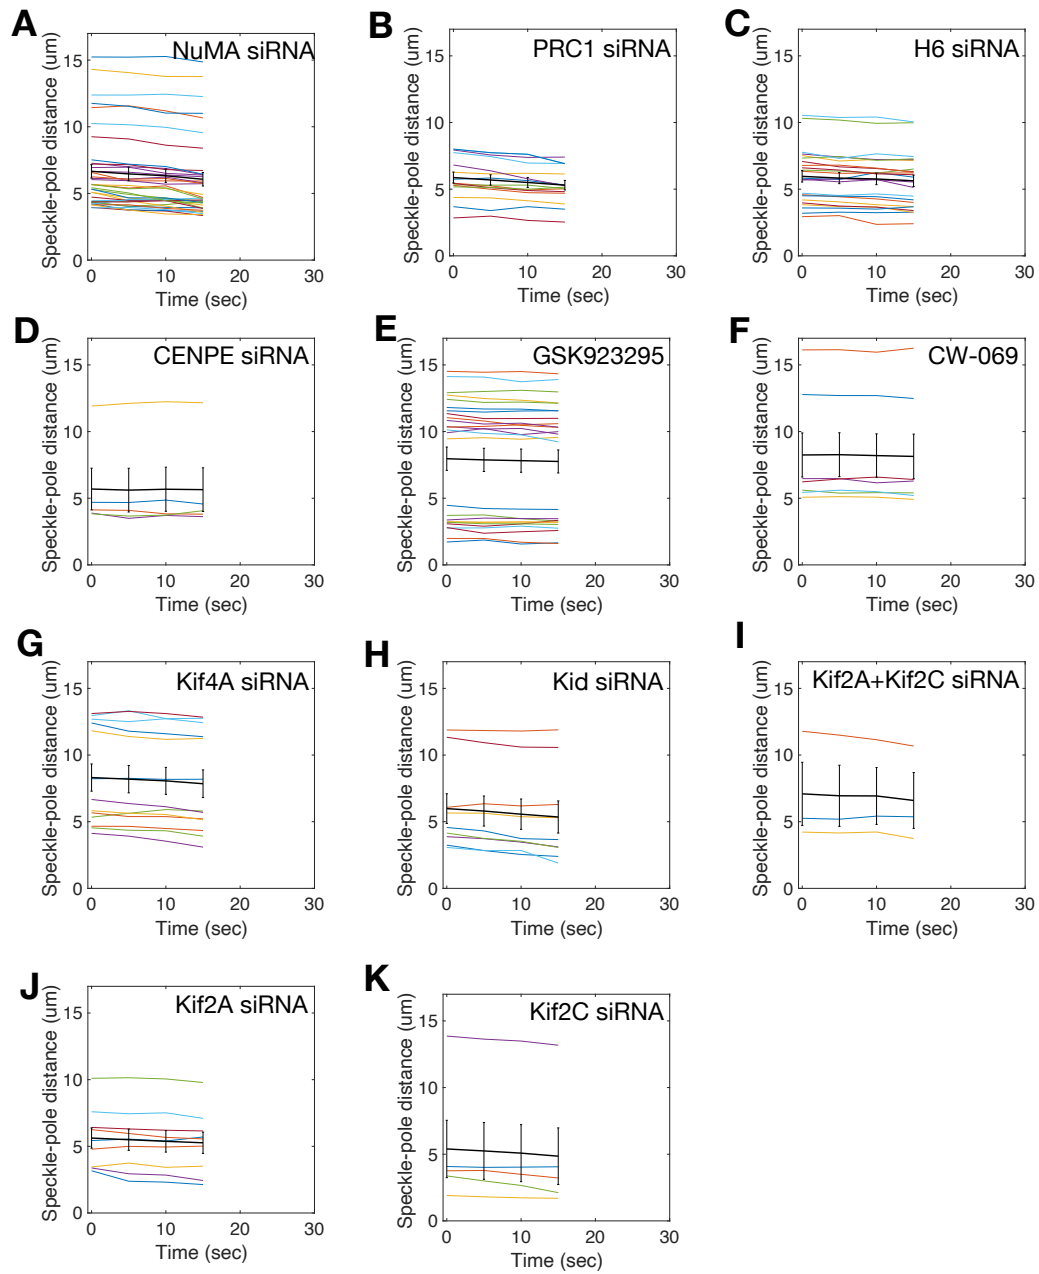 A
NuMA siRNA
Speckle-pole distance (um)
15
10
5
0
0 10 20 30
Time (sec)
B
PRC1 siRNA
Speckle-pole distance (um)
15
10
5
0
0 10 20 30
Time (sec)
C
H6 siRNA
Speckle-pole distance (um)
15
10
5
0
0 10 20 30
Time (sec)
D
CENPE siRNA
Speckle-pole distance (um)
15
10
5
0
0 10 20 30
Time (sec)
E
GSK923295
Speckle-pole distance (um)
15
10
5
0
0 10 20 30
Time (sec)
F
CW-069
Speckle-pole distance (um)
15
10
5
0
0 10 20 30
Time (sec)
G
Kif4A siRNA
Speckle-pole distance (um)
15
10
5
0
0 10 20 30
Time (sec)
H
Kid siRNA
Speckle-pole distance (um)
15
10
5
0
0 10 20 30
Time (sec)
I
Kif2A+Kif2C siRNA
Speckle-pole distance (um)
15
10
5
0
0 10 20 30
Time (sec)
J
Kif2A siRNA
Speckle-pole distance (um)
15
10
5
0
0 10 20 30
Time (sec)
K
Kif2C siRNA
Speckle-pole distance (um)
15
10
5
0
0 10 20 30
Time (sec)